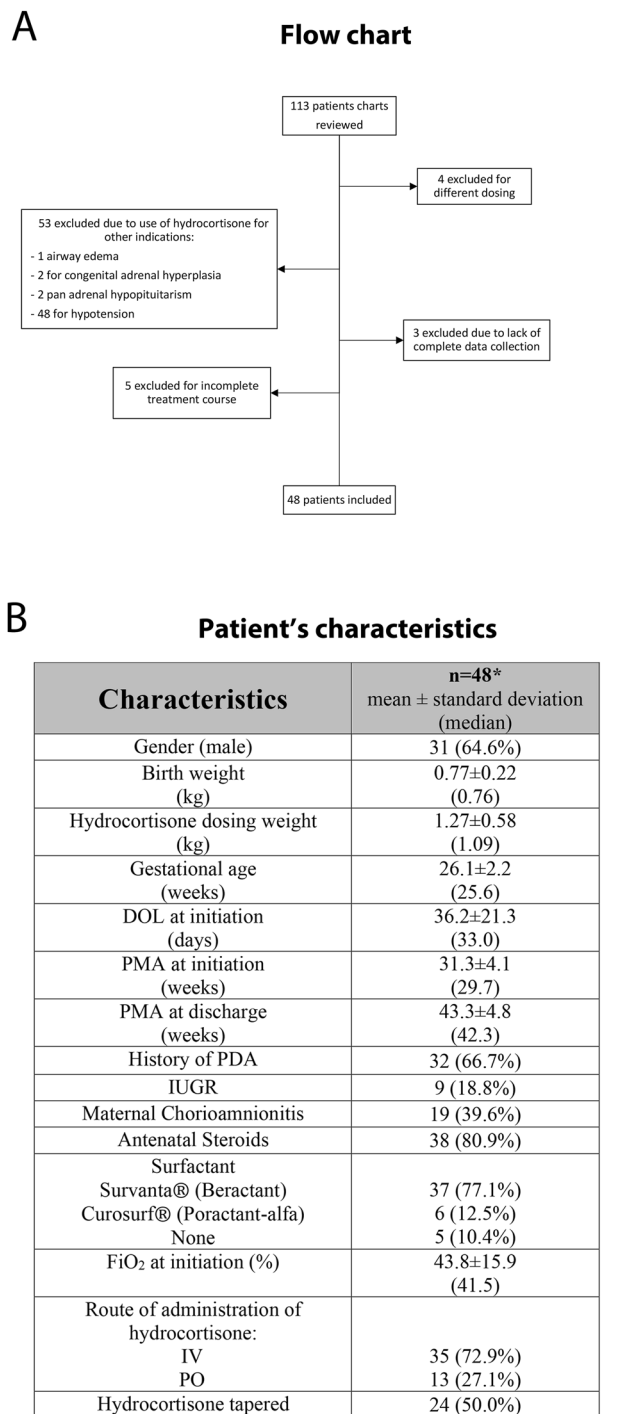 A
Flow chart
113 patients charts
reviewed
4 excluded for
different dosing
53 excluded due to use of hydrocortisone for
other indications:
- 1 airway edema
- 2 for congenital adrenal hyperplasia
- 2 pan adrenal hypopituitarism
- 48 for hypotension
3 excluded due to lack of
complete data collection
5 excluded for incomplete
treatment course
48 patients included
B
Patient's characteristics
Characteristics
n=48*
mean ± standard deviation
(median)
Gender (male) 31 (64.6%)
Birth weight 0.77±0.22
(kg) (0.76)
Hydrocortisone dosing weight 1.27±0.58
(kg) (1.09)
Gestational age 26.1±2.2
(weeks) (25.6)
DOL at initiation 36.2±21.3
(days) (33.0)
PMA at initiation 31.3±4.1
(weeks) (29.7)
PMA at discharge 43.3±4.8
(weeks) (42.3)
History of PDA 32 (66.7%)
IUGR 9 (18.8%)
Maternal Chorioamnionitis 19 (39.6%)
Antenatal Steroids 38 (80.9%)
Surfactant
Survanta® (Beractant) 37 (77.1%)
Curosurf® (Poractant-alfa) 6 (12.5%)
None 5 (10.4%)
FiO₂ at initiation (%) 43.8±15.9
(41.5)
Route of administration of
hydrocortisone:
IV 35 (72.9%)
PO 13 (27.1%)
Hydrocortisone tapered 24 (50.0%)